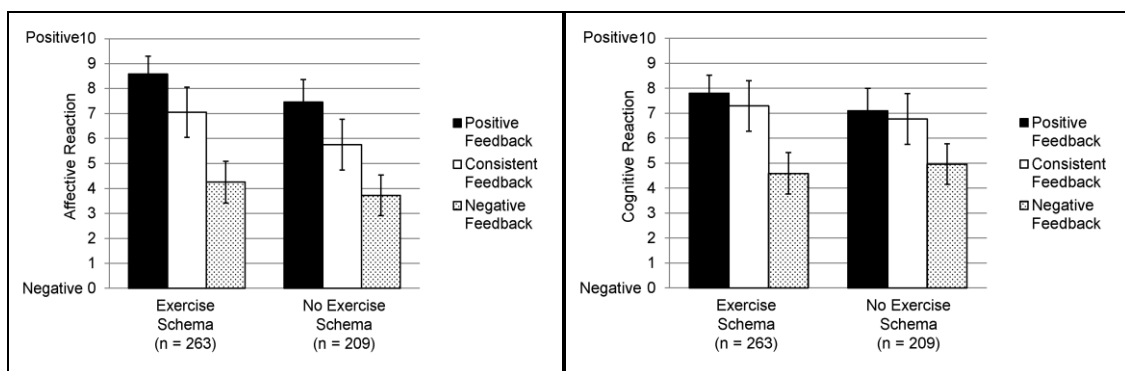 Positive 10
9
8
7
6
5
4
3
2
1
Negative 0
Affective Reaction
Exercise
Schema
(n = 263)
No Exercise
Schema
(n = 209)
Positive
Feedback
Consistent
Feedback
Negative
Feedback
Positive 10
9
8
7
6
5
4
3
2
1
Negative 0
Cognitive Reaction
Exercise
Schema
(n = 263)
No Exercise
Schema
(n = 209)
Positive
Feedback
Consistent
Feedback
Negative
Feedback